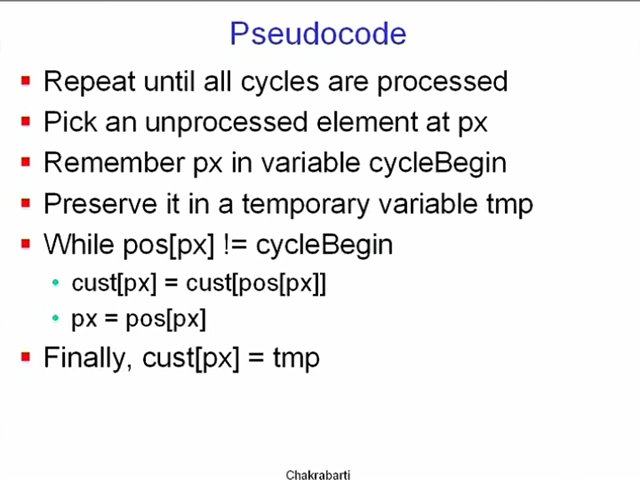 Pseudocode
Repeat until all cycles are processed
Pick an unprocessed element at px
Remember px in variable cycleBegin
Preserve it in a temporary variable tmp
While pos[px] != cycleBegin
cust[px] = cust[pos[px]]
px = pos[px]
Finally, cust[px] = tmp
Chakrabarti